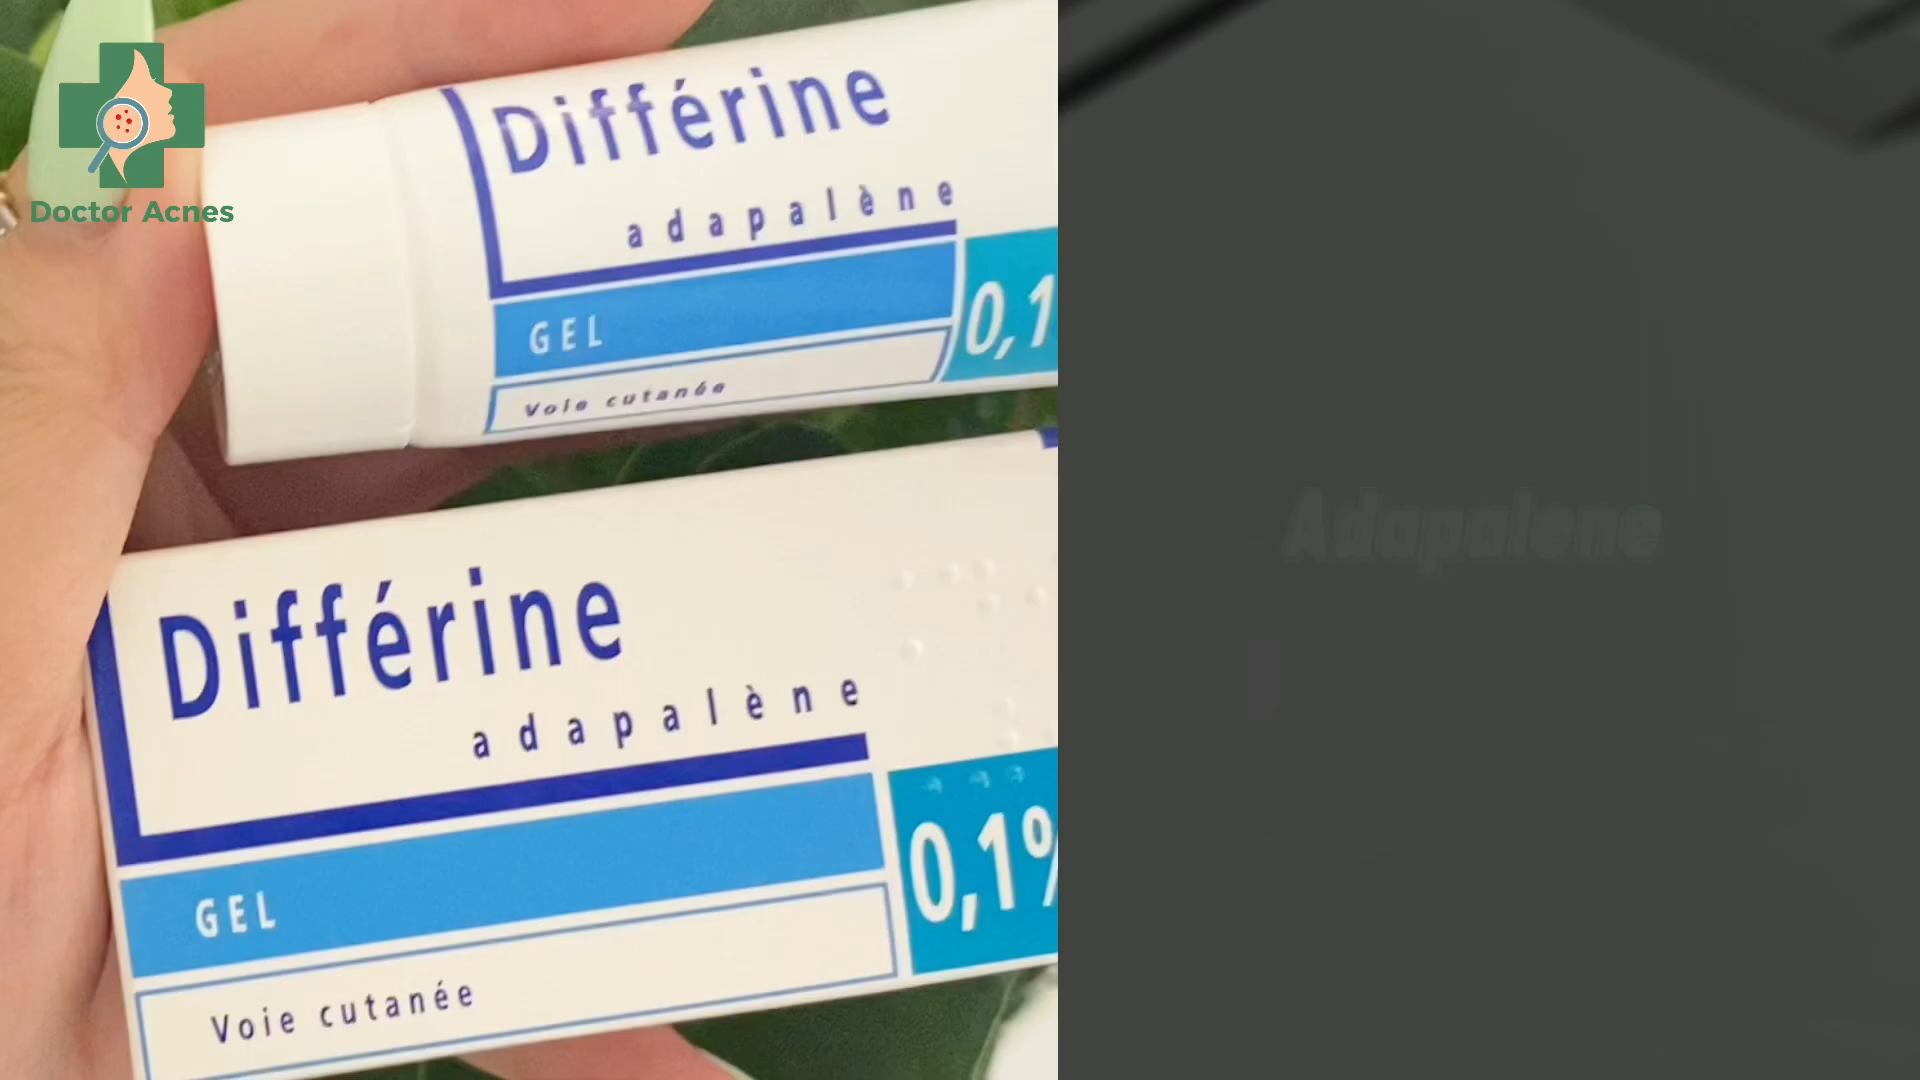 Doctor Acnes
Différine
adapalène
GEL
0,1
Voie cutanée
Différine
adapalène
GEL
0,1%
Voie cutanée
Adapalene